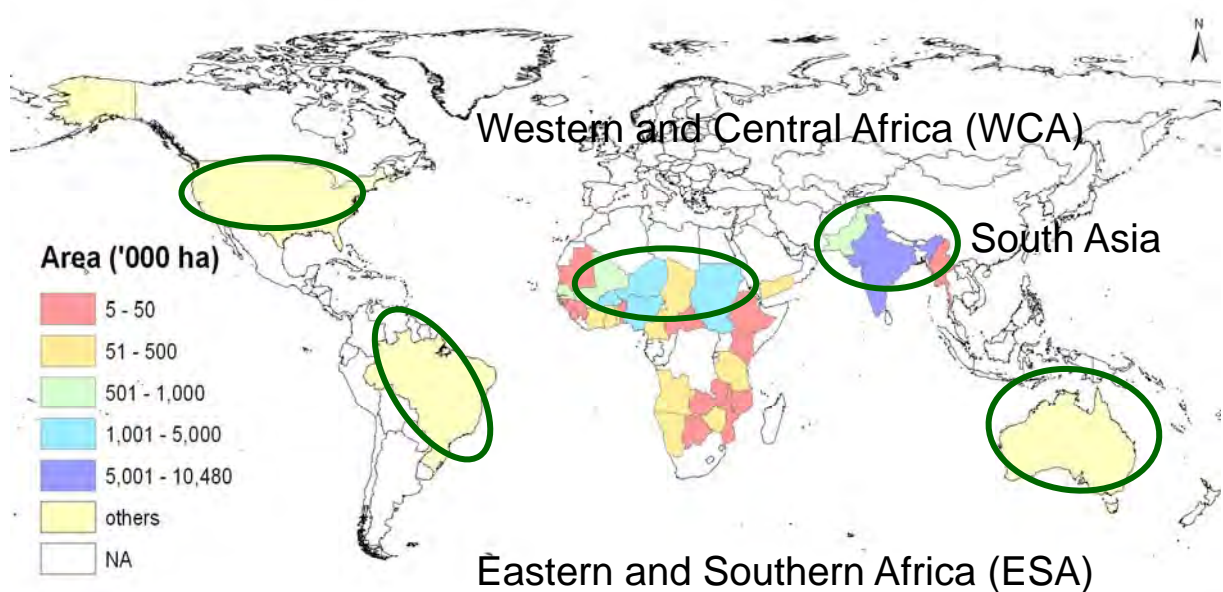 N
Western and Central Africa (WCA)
South Asia
Area ('000 ha)
5 - 50
51 - 500
501 - 1,000
1,001 - 5,000
5,001 - 10,480
others
NA
Eastern and Southern Africa (ESA)